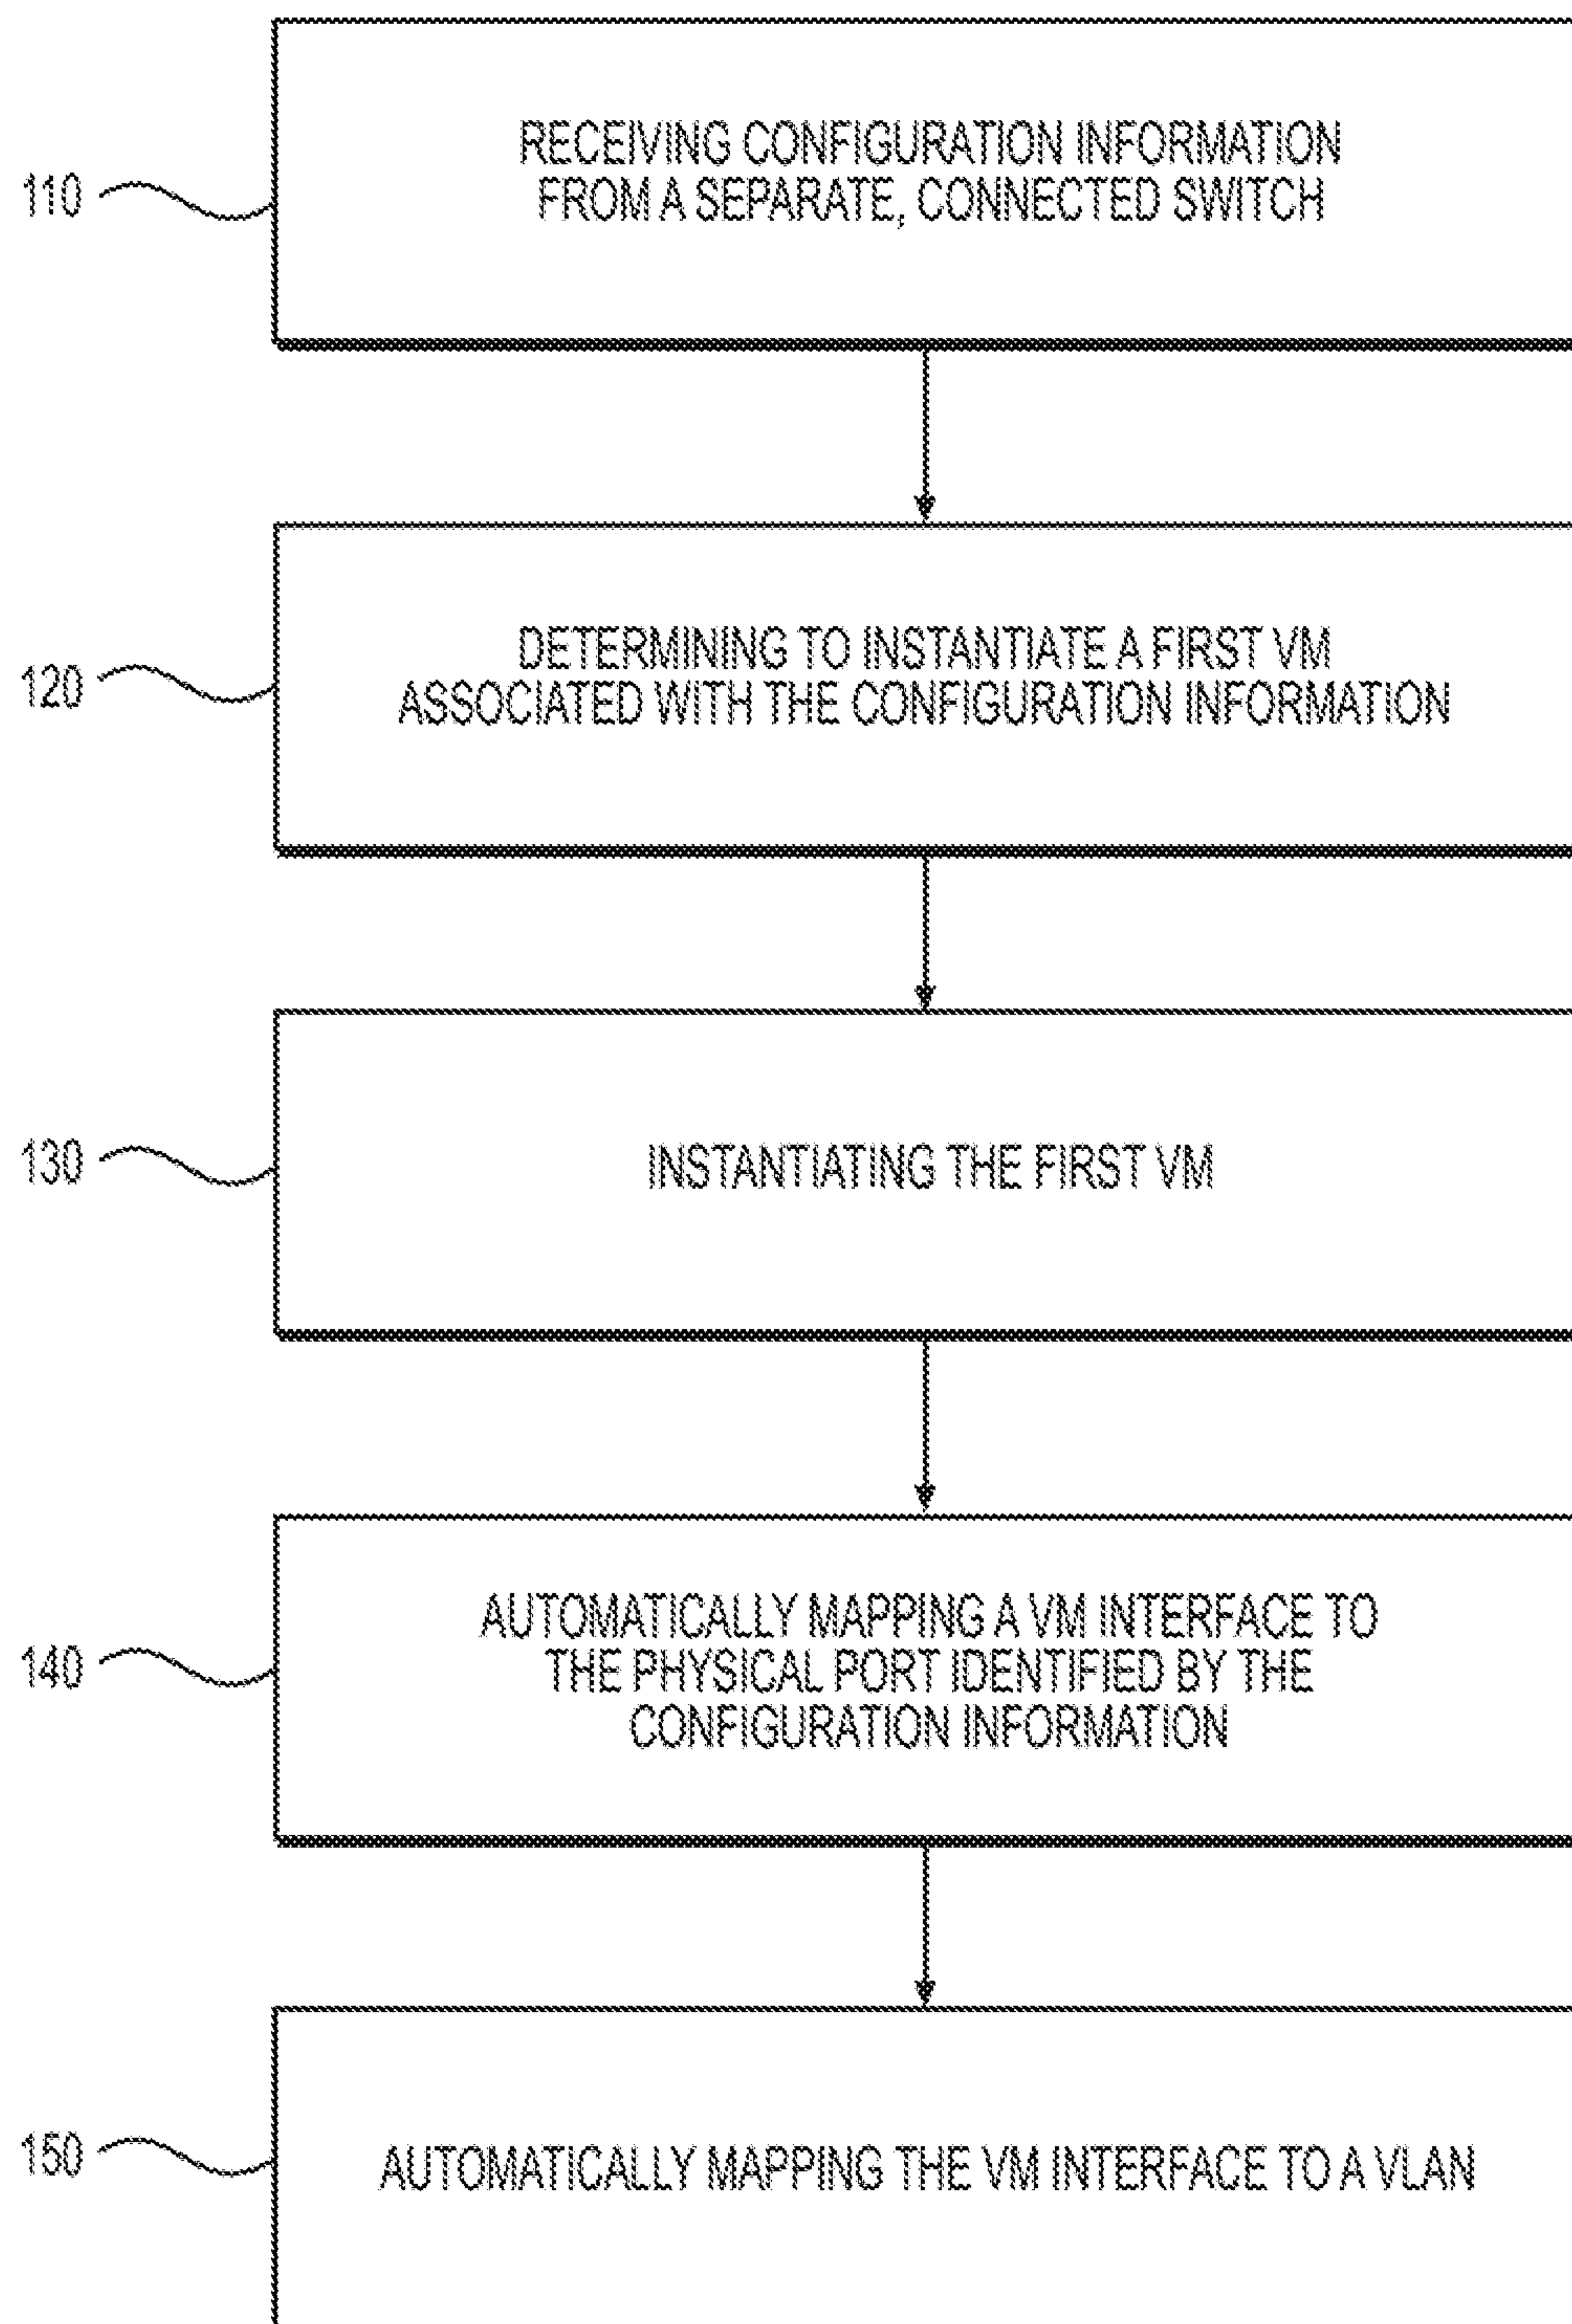 110
RECEIVING CONFIGURATION INFORMATION
FROM A SEPARATE, CONNECTED SWITCH
120
DETERMINING TO INSTANTIATE A FIRST VM
ASSOCIATED WITH THE CONFIGURATION INFORMATION
130
INSTANTIATING THE FIRST VM
140
AUTOMATICALLY MAPPING A VM INTERFACE TO
THE PHYSICAL PORT IDENTIFIED BY THE
CONFIGURATION INFORMATION
150
AUTOMATICALLY MAPPING THE VM INTERFACE TO A VLAN